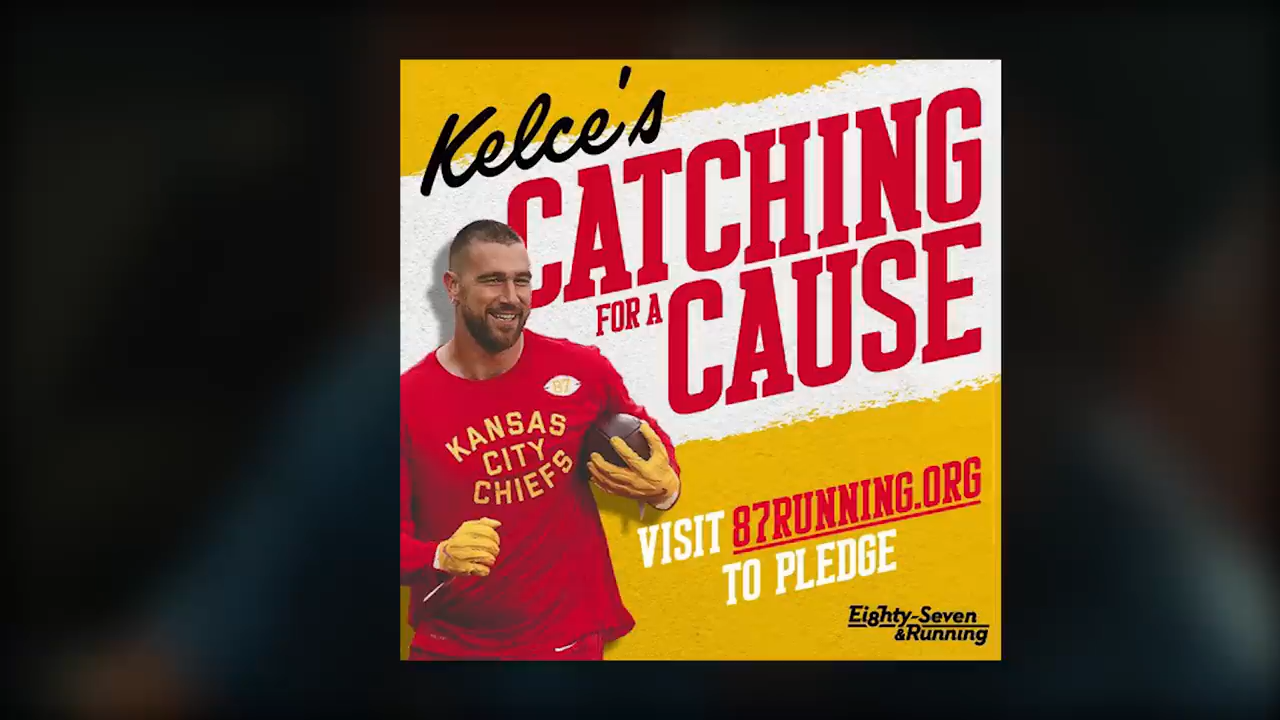 Kelce's
CATCHING
FOR A CAUSE
87
KANSAS
CITY
CHIEFS
VISIT 87RUNNING.ORG
TO PLEDGE
Eighty-Seven
&Running